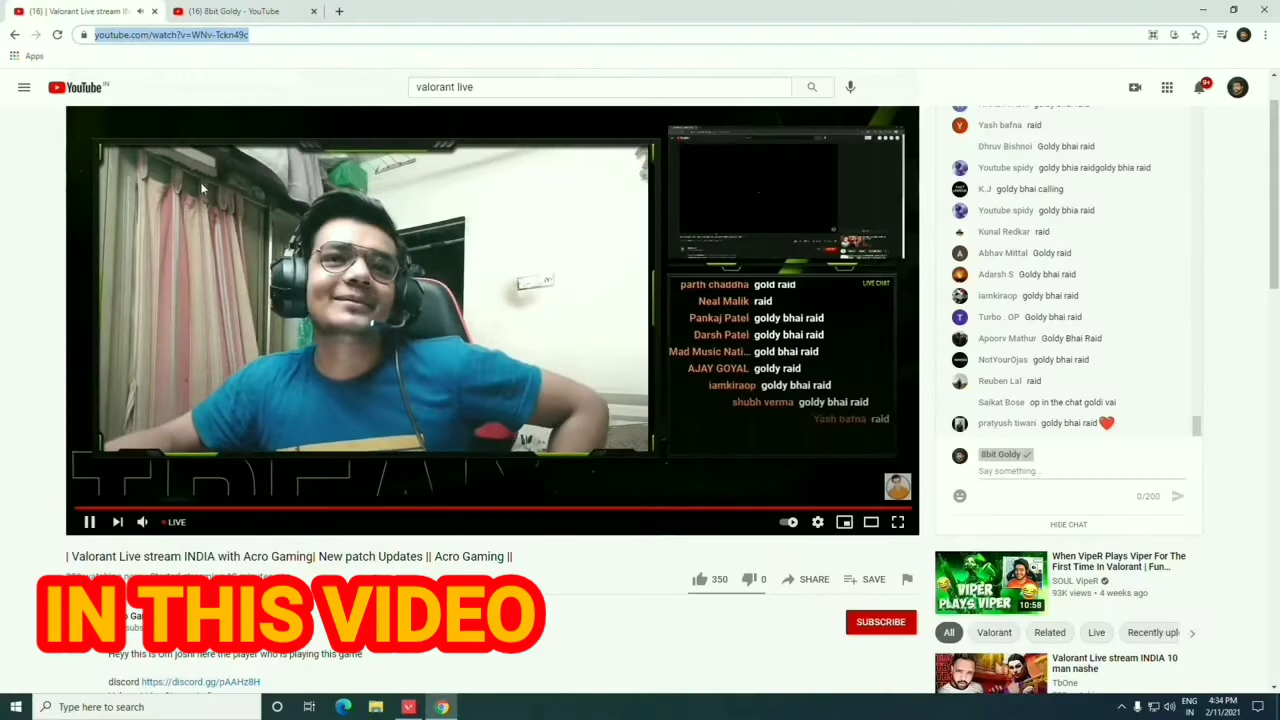 (16) | Valorant Live stream IN
(16) 8bit Goldy - YouTube
youtube.com/watch?v=WNv-Tckn49c
Apps
YouTube IN
valorant live
9+
Yash bafna raid
Dhruv Bishnoi Goldy bhai raid
Youtube spidy goldy bhia raidgoldy bhia raid
K.J goldy bhai calling
Youtube spidy goldy bhia raid
Kunal Redkar raid
Abhav Mittal Goldy raid
Adarsh S Goldy bhai raid
iamkiraop goldy bhai raid
Turbo . OP Goldy bhai raid
Apoorv Mathur Goldy Bhai Raid
NotYourOjas goldy bhai raid
Reuben Lal raid
Saikat Bose op in the chat goldi vai
pratyush tiwari goldy bhai raid❤️
8bit Goldy
Say something...
0/200
HIDE CHAT
LIVE CHAT
parth chaddha gold raid
Neal Malik raid
Pankaj Patel goldy bhai raid
Darsh Patel goldy bhai raid
Mad Music Nati... gold bhai raid
AJAY GOYAL goldy raid
iamkiraop goldy bhai raid
shubh verma goldy bhai raid
Yash bafna raid
LIVE
| Valorant Live stream INDIA with Acro Gaming| New patch Updates || Acro Gaming ||
350
0
SHARE
SAVE
IN THIS VIDEO
SUBSCRIBE
Heyy this is Om joshi here the player who is playing this game
discord https://discord.gg/pAAHz8H
When VipeR Plays Viper For The
First Time In Valorant | Fun...
SOUL VipeR
93K views • 4 weeks ago
VIPER
PLAYS VIPER
10:58
All
Valorant
Related
Live
Recently uplo
Valorant Live stream INDIA 10
man nashe
TbOne
Type here to search
ENG
IN
4:34 PM
2/11/2021